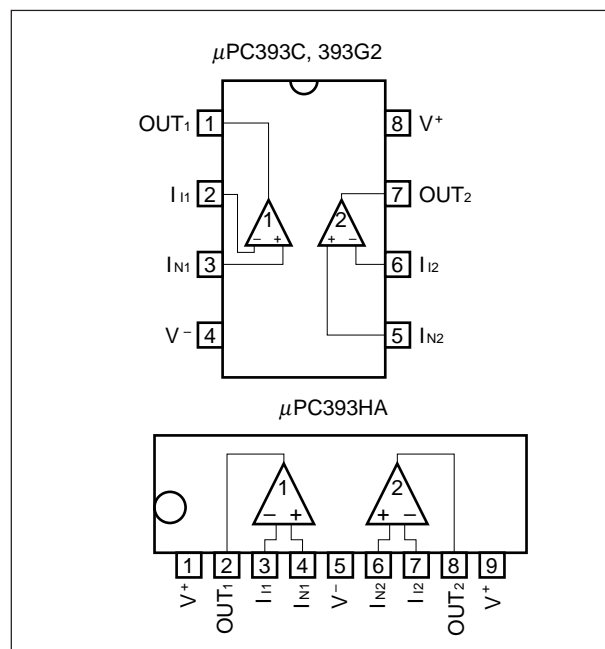 μPC393C, 393G2
OUT1 1 8 V+
II1 2 7 OUT2
1 2
− + + −
IN1 3 6 II2
V− 4 5 IN2
μPC393HA
1 2
− + + −
1 2 3 4 5 6 7 8 9
V+ OUT1 II1 IN1 V− IN2 II2 OUT2 V+